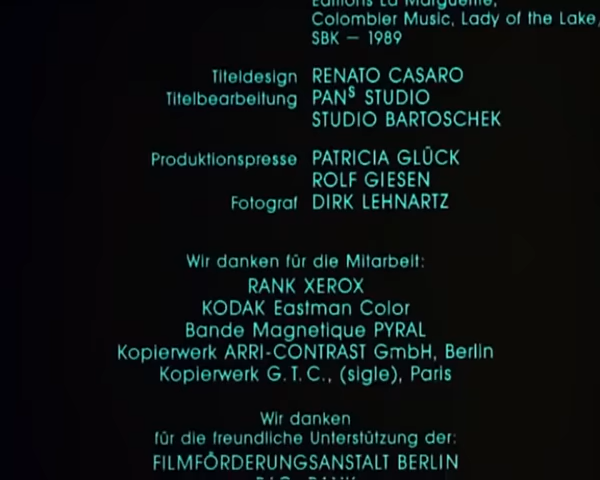 Editions La Marguerite,
Colombier Music, Lady of the Lake,
SBK — 1989
Titeldesign RENATO CASARO
Titelbearbeitung PANS STUDIO
STUDIO BARTOSCHEK
Produktionspresse PATRICIA GLÜCK
ROLF GIESEN
Fotograf DIRK LEHNARTZ
Wir danken für die Mitarbeit:
RANK XEROX
KODAK Eastman Color
Bande Magnetique PYRAL
Kopierwerk ARRI-CONTRAST GmbH, Berlin
Kopierwerk G.T.C., (sigle), Paris
Wir danken
für die freundliche Unterstützung der:
FILMFÖRDERUNGSANSTALT BERLIN